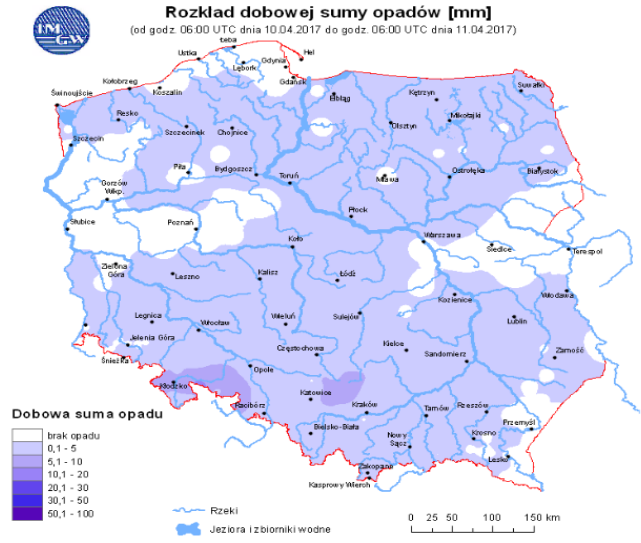 Rozkład dobowej sumy opadów [mm]
(od godz. 06:00 UTC dnia 10.04.2017 do godz. 06:00 UTC dnia 11.04.2017)
IM
GW
Łeba
Ustka
Hel
Lębork
Gdynia
Gdańsk
Kołobrzeg
Koszalin
Świnoujście
Elbląg
Kętrzyn
Suwałki
Resko
Szczecinek
Chojnice
Olsztyn
Mikołajki
Szczecin
Piła
Bydgoszcz
Toruń
Mława
Ostrołęka
Białystok
Gorzów
Wlkp.
Płock
Słubice
Poznań
Koło
Warszawa
Siedlce
Terespol
Zielona
Góra
Leszno
Kalisz
Łódź
Kozienice
Włodawa
Legnica
Wrocław
Wieluń
Sulejów
Lublin
Jelenia Góra
Śnieżka
Częstochowa
Kielce
Sandomierz
Zamość
Kłodzko
Opole
Racibórz
Katowice
Kraków
Tarnów
Rzeszów
Przemyśl
Bielsko-Biała
Nowy
Sącz
Krosno
Lesko
Zakopane
Kasprowy Wierch
Dobowa suma opadu
brak opadu
0,1 - 5
5,1 - 10
10,1 - 20
20,1 - 30
30,1 - 50
50,1 - 100
Rzeki
Jeziora i zbiorniki wodne
0 25 50 100 150 km